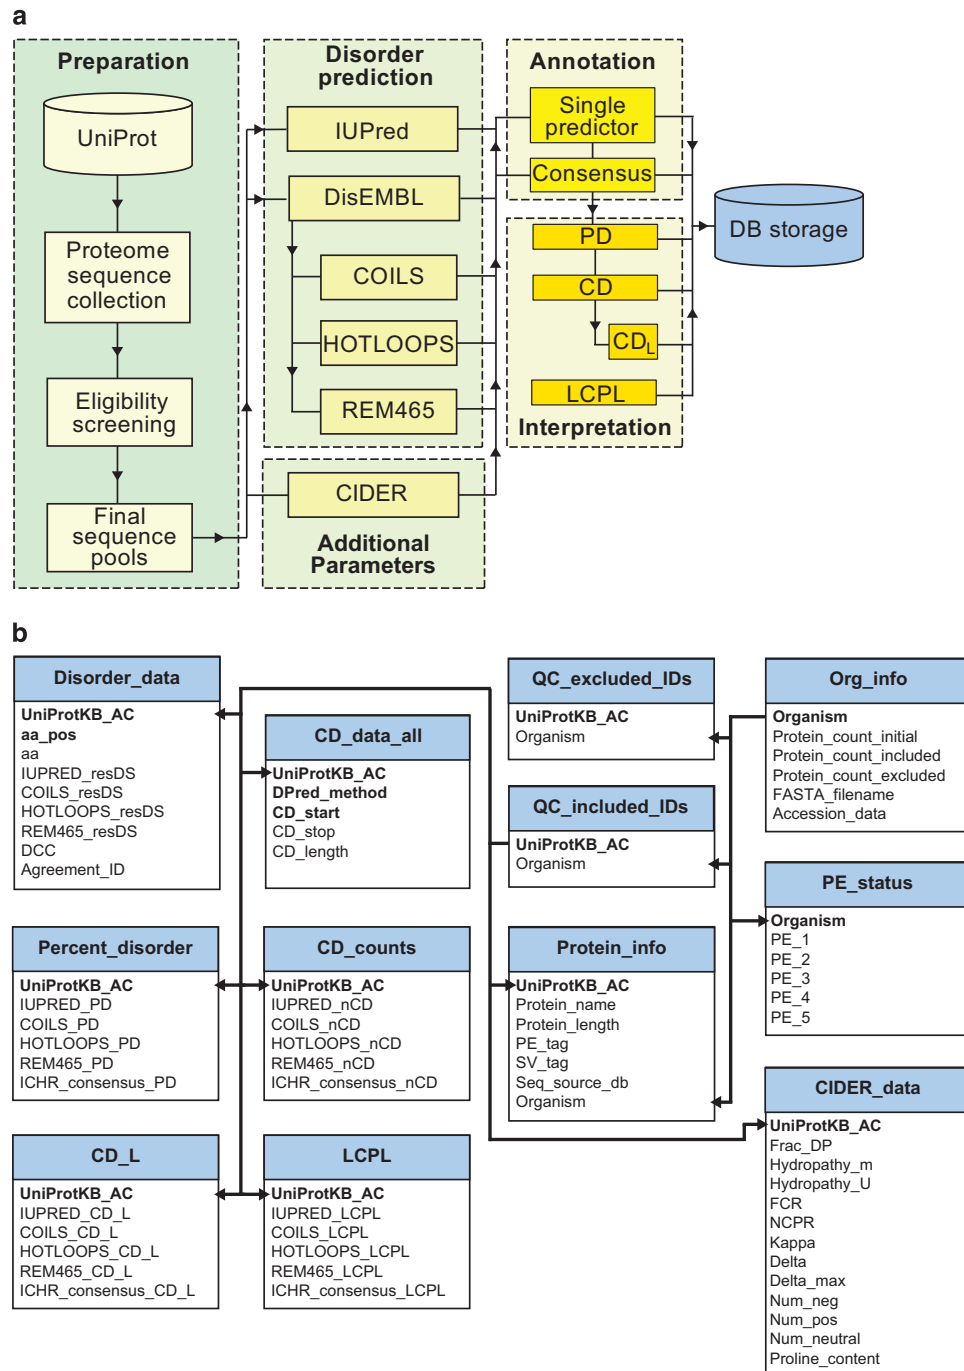 a
Preparation
UniProt
Proteome
sequence
collection
Eligibility
screening
Final
sequence
pools
Disorder
prediction
IUPred
DisEMBL
COILS
HOTLOOPS
REM465
CIDER
Additional
Parameters
Annotation
Single
predictor
Consensus
PD
CD
CDL
LCPL
Interpretation
DB storage
b
Disorder_data
UniProtKB_AC
aa_pos
aa
IUPRED_resDS
COILS_resDS
HOTLOOPS_resDS
REM465_resDS
DCC
Agreement_ID
CD_data_all
UniProtKB_AC
DPred_method
CD_start
CD_stop
CD_length
QC_excluded_IDs
UniProtKB_AC
Organism
QC_included_IDs
UniProtKB_AC
Organism
Org_info
Organism
Protein_count_initial
Protein_count_included
Protein_count_excluded
FASTA_filename
Accession_data
PE_status
Organism
PE_1
PE_2
PE_3
PE_4
PE_5
Percent_disorder
UniProtKB_AC
IUPRED_PD
COILS_PD
HOTLOOPS_PD
REM465_PD
ICHR_consensus_PD
CD_counts
UniProtKB_AC
IUPRED_nCD
COILS_nCD
HOTLOOPS_nCD
REM465_nCD
ICHR_consensus_nCD
Protein_info
UniProtKB_AC
Protein_name
Protein_length
PE_tag
SV_tag
Seq_source_db
Organism
CD_L
UniProtKB_AC
IUPRED_CD_L
COILS_CD_L
HOTLOOPS_CD_L
REM465_CD_L
ICHR_consensus_CD_L
LCPL
UniProtKB_AC
IUPRED_LCPL
COILS_LCPL
HOTLOOPS_LCPL
REM465_LCPL
ICHR_consensus_LCPL
CIDER_data
UniProtKB_AC
Frac_DP
Hydropathy_m
Hydropathy_U
FCR
NCPR
Kappa
Delta
Delta_max
Num_neg
Num_pos
Num_neutral
Proline_content